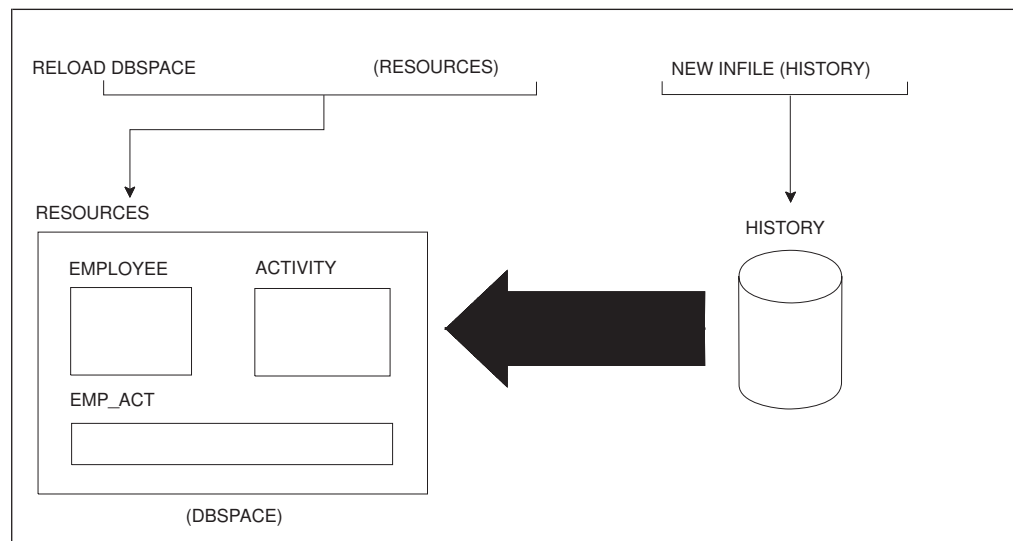 RELOAD DBSPACE (RESOURCES) NEW INFILE (HISTORY)
RESOURCES
HISTORY
EMPLOYEE ACTIVITY
EMP_ACT
(DBSPACE)